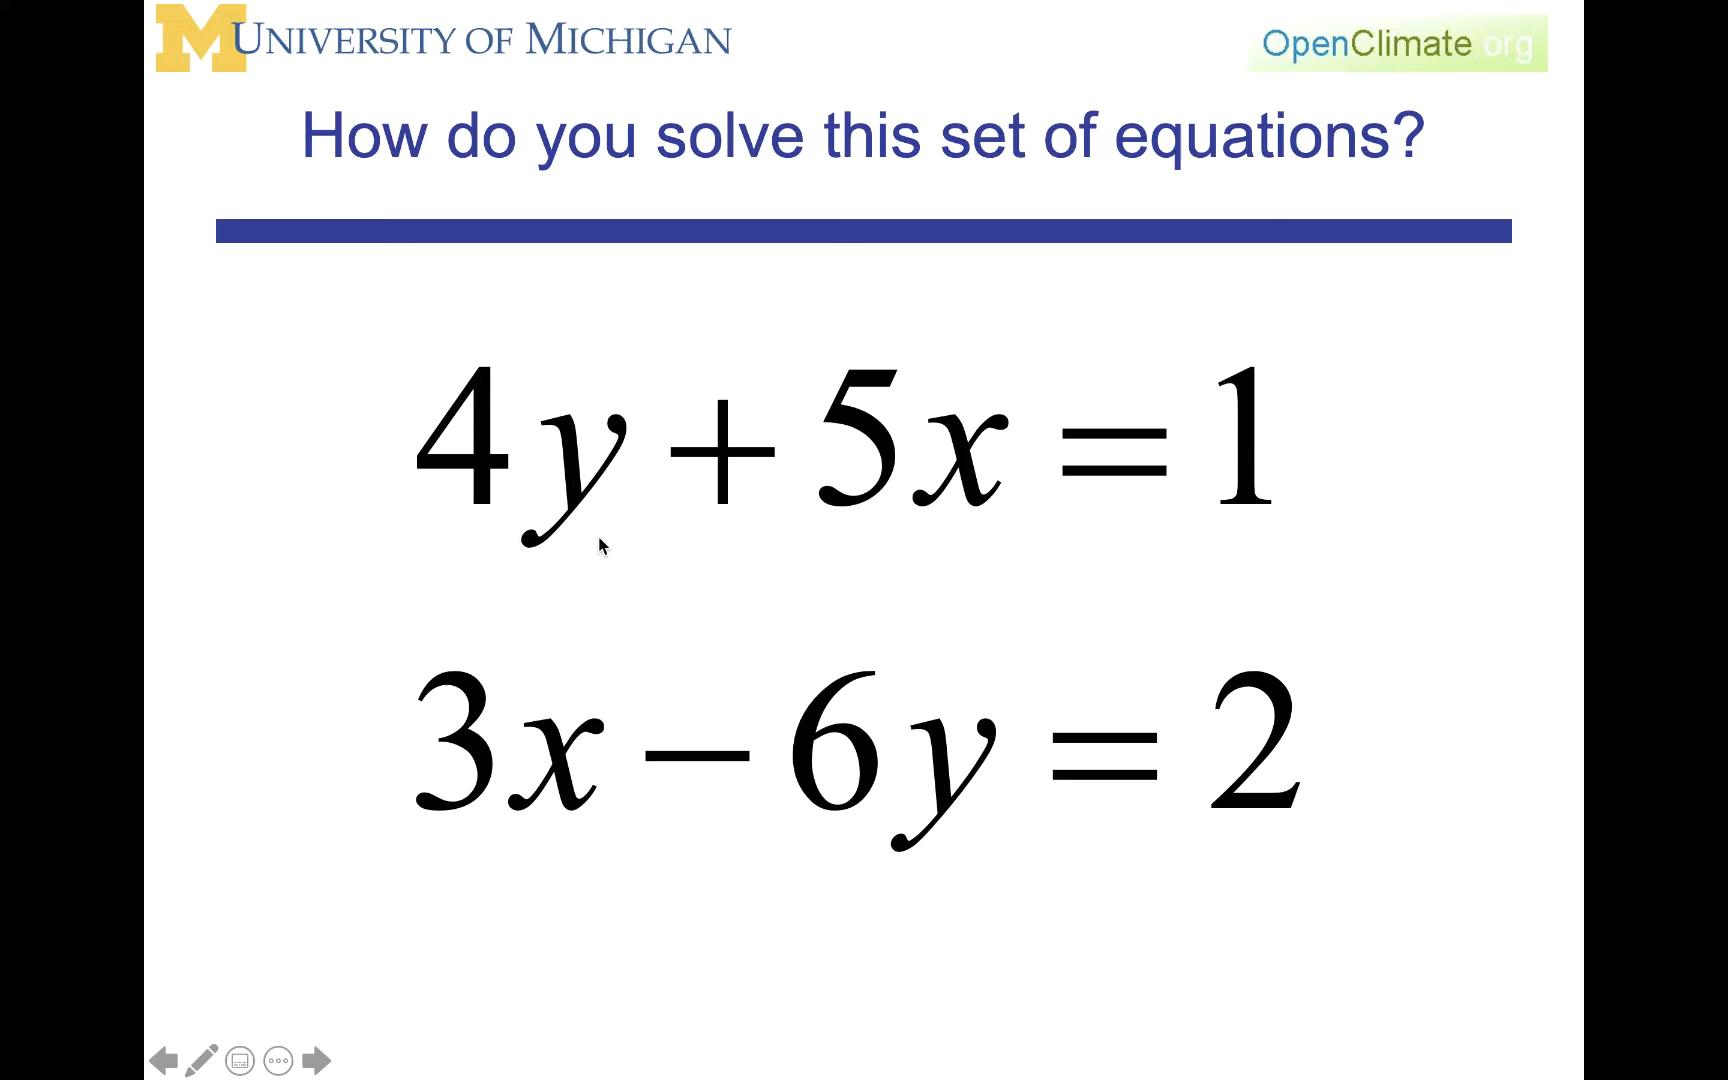 M UNIVERSITY OF MICHIGAN
OpenClimate.org
How do you solve this set of equations?
4y + 5x = 1
3x − 6y = 2